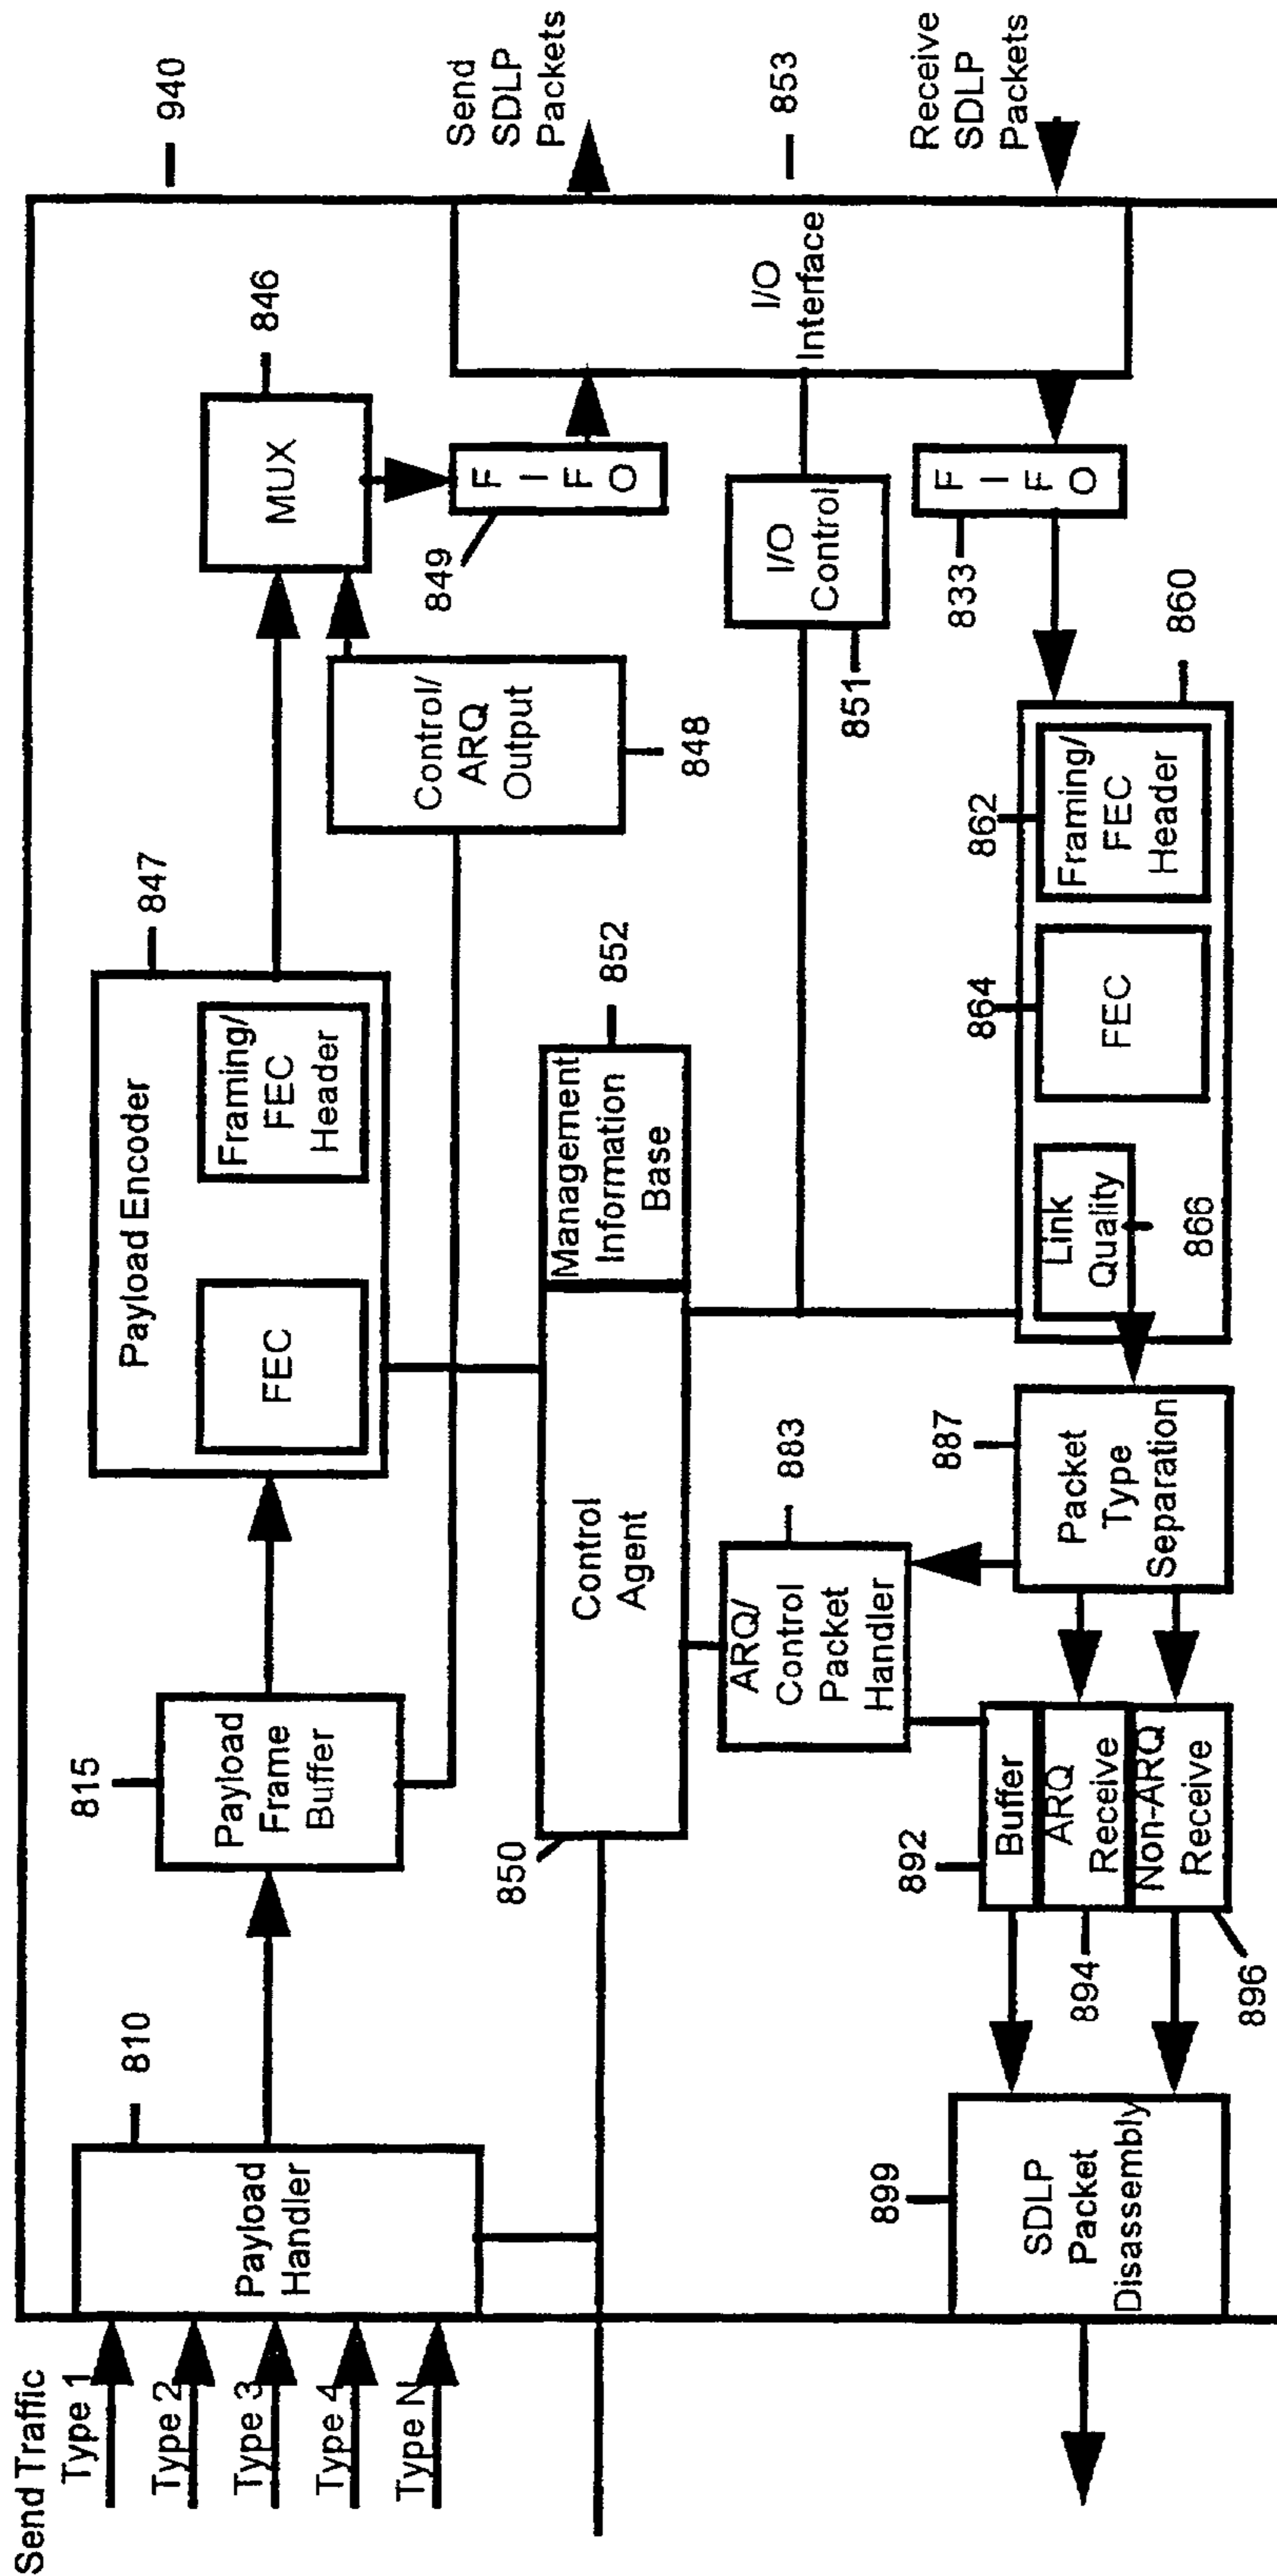 Send Traffic
Type 1
Type 2
Type 3
Type 4
Type N
Payload
Handler
810
Payload
Frame
Buffer
815
Payload Encoder
FEC
Framing/
FEC
Header
847
MUX
846
940
Control/
ARQ
Output
848
F
I
F
O
849
Send
SDLP
Packets
Control
Agent
850
Management
Information
Base
852
I/O
Control
851
I/O
Interface
853
Receive
SDLP
Packets
F
I
F
O
833
860
Framing/
FEC
Header
862
FEC
864
Link
Quality
866
Packet
Type
Separation
887
ARQ/
Control
Packet
Handler
883
Buffer
892
ARQ
Receive
894
Non-ARQ
Receive
896
SDLP
Packet
Disassembly
899